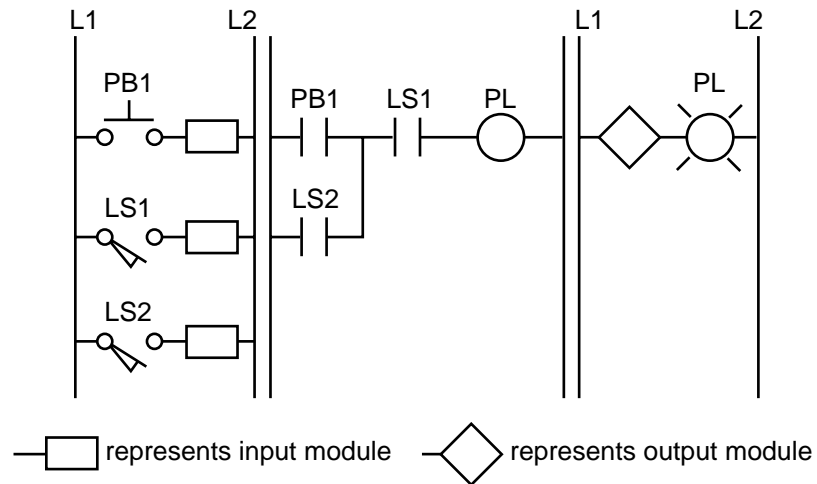 L1 L2 L1 L2
PB1 PB1 LS1 PL PL
LS1 LS2
LS2
represents input module represents output module